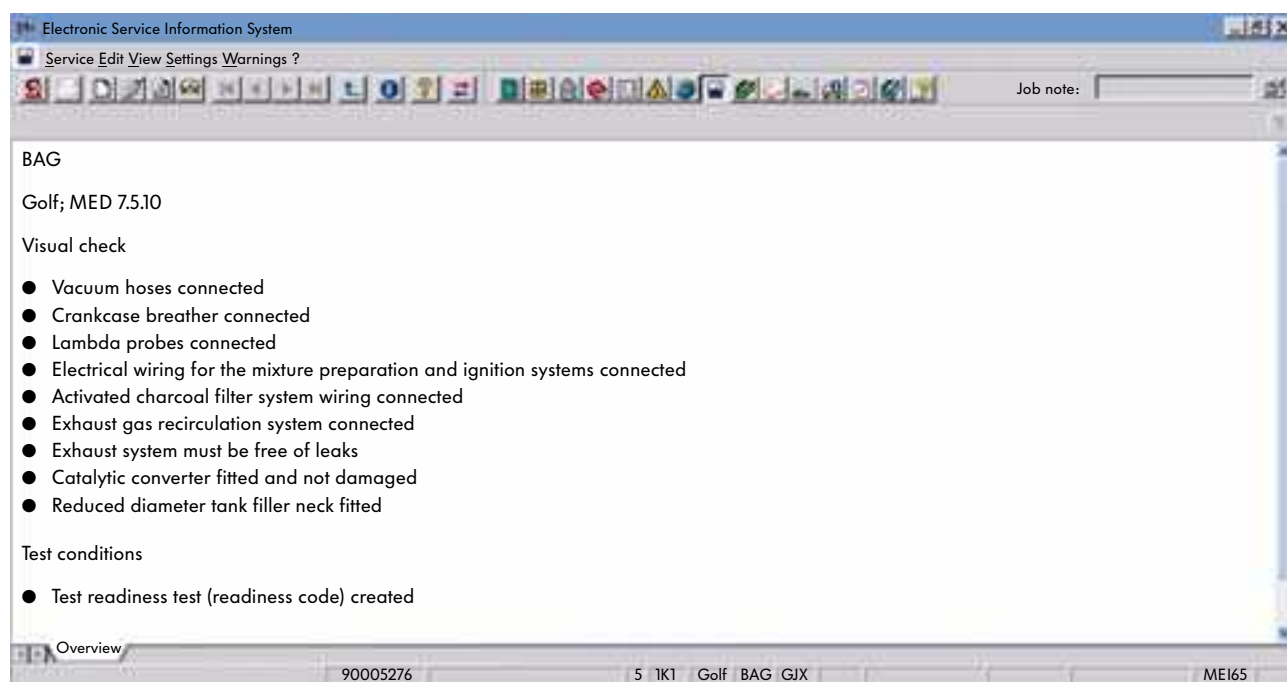 Electronic Service Information System
Service Edit View Settings Warnings ?
Job note:
BAG
Golf; MED 7.5.10
Visual check
● Vacuum hoses connected
● Crankcase breather connected
● Lambda probes connected
● Electrical wiring for the mixture preparation and ignition systems connected
● Activated charcoal filter system wiring connected
● Exhaust gas recirculation system connected
● Exhaust system must be free of leaks
● Catalytic converter fitted and not damaged
● Reduced diameter tank filler neck fitted
Test conditions
● Test readiness test (readiness code) created
Overview
90005276 5 1K1 Golf BAG GJX MEI65